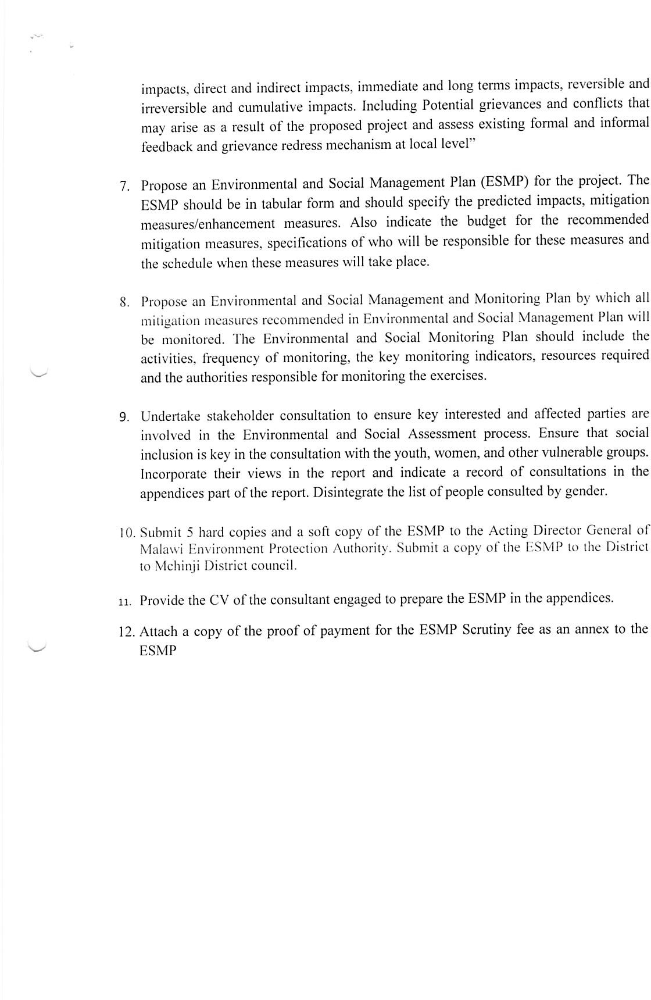 impacts, direct and indirect impacts, immediate and long terms impacts, reversible and
irreversible and cumulative impacts. Including Potential grievances and conflicts that
may arise as a result of the proposed project and assess existing formal and informal
feedback and grievance redress mechanism at local level”
7. Propose an Environmental and Social Management Plan (ESMP) for the project. The
ESMP should be in tabular form and should specify the predicted impacts, mitigation
measures/enhancement measures. Also indicate the budget for the recommended
mitigation measures, specifications of who will be responsible for these measures and
the schedule when these measures will take place.
8. Propose an Environmental and Social Management and Monitoring Plan by which all
mitigation measures recommended in Environmental and Social Management Plan will
be monitored. The Environmental and Social Monitoring Plan should include the
activities, frequency of monitoring, the key monitoring indicators, resources required
and the authorities responsible for monitoring the exercises.
9. Undertake stakeholder consultation to ensure key interested and affected parties are
involved in the Environmental and Social Assessment process. Ensure that social
inclusion is key in the consultation with the youth, women, and other vulnerable groups.
Incorporate their views in the report and indicate a record of consultations in the
appendices part of the report. Disintegrate the list of people consulted by gender.
10. Submit 5 hard copies and a soft copy of the ESMP to the Acting Director General of
Malawi Environment Protection Authority. Submit a copy of the ESMP to the District
to Mchinji District council.
11. Provide the CV of the consultant engaged to prepare the ESMP in the appendices.
12. Attach a copy of the proof of payment for the ESMP Scrutiny fee as an annex to the
ESMP